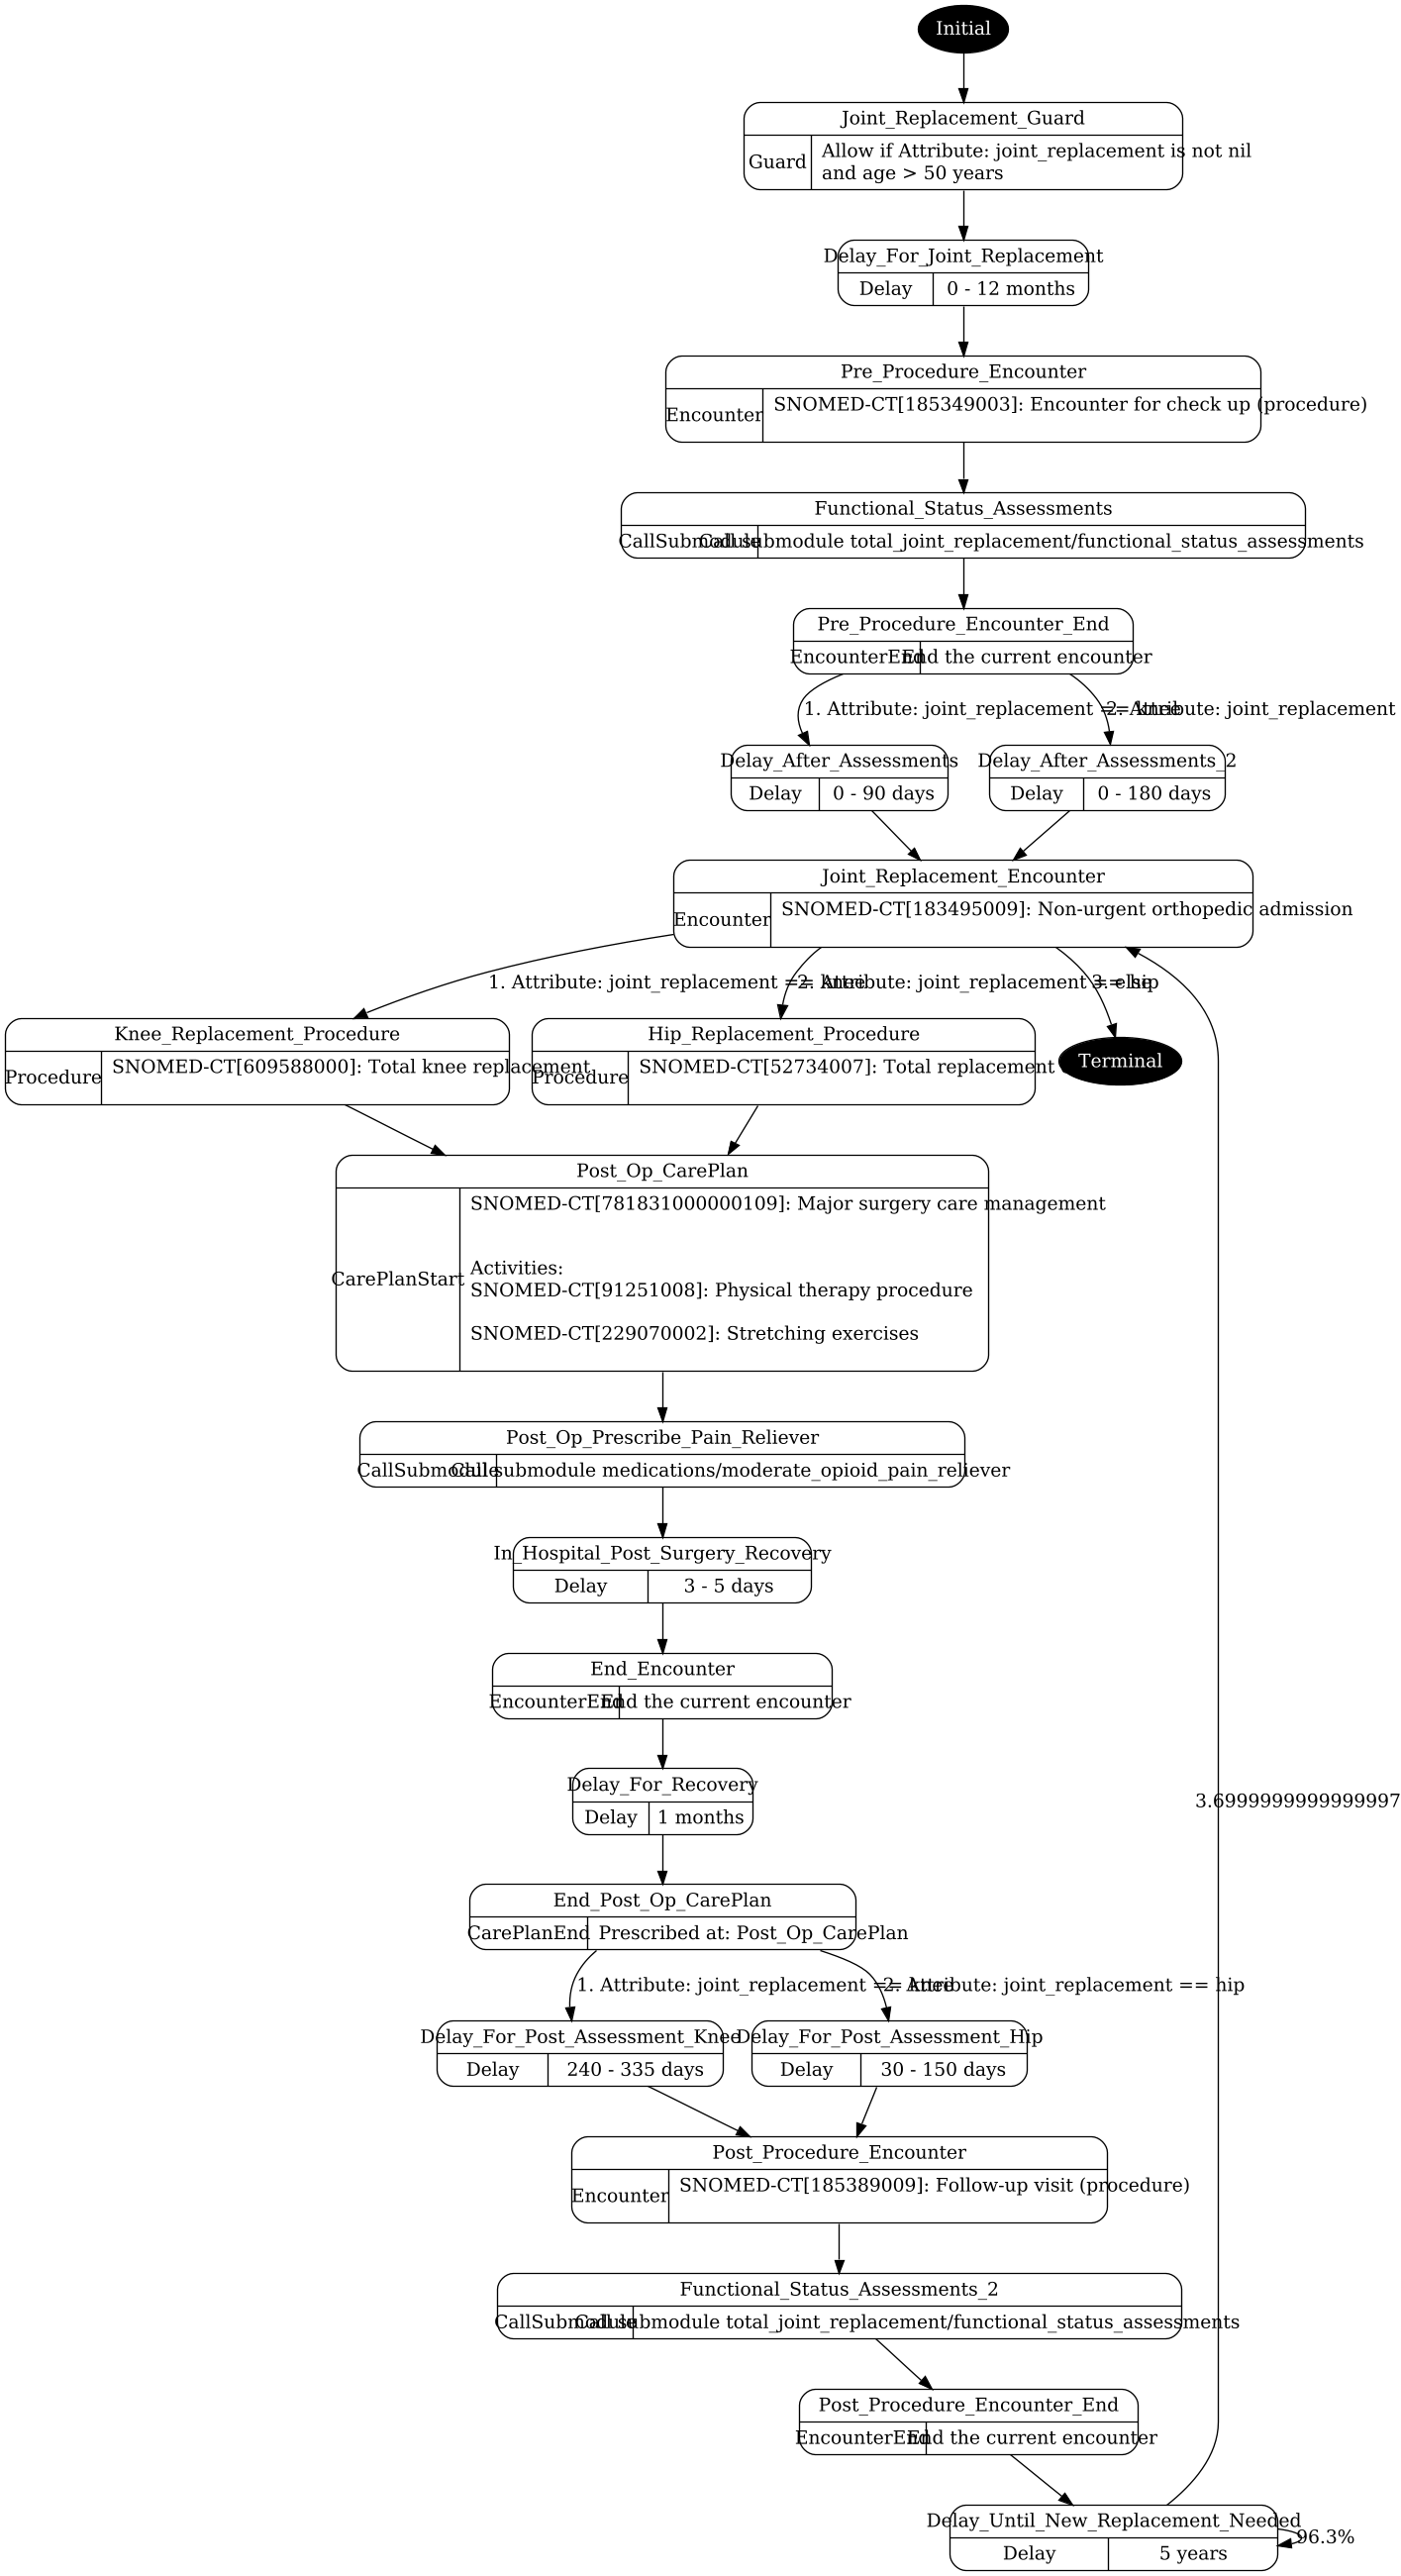 Initial
Joint_Replacement_Guard
Guard
Allow if Attribute: joint_replacement is not nil
and age > 50 years
Delay_For_Joint_Replacement
Delay
0 - 12 months
Pre_Procedure_Encounter
Encounter
SNOMED-CT[185349003]: Encounter for check up (procedure)
Functional_Status_Assessments
CallSubmodule
Call submodule total_joint_replacement/functional_status_assessments
Pre_Procedure_Encounter_End
EncounterEnd
End the current encounter
1. Attribute: joint_replacement == knee
2. Attribute: joint_replacement
Delay_After_Assessments
Delay
0 - 90 days
Delay_After_Assessments_2
Delay
0 - 180 days
Joint_Replacement_Encounter
Encounter
SNOMED-CT[183495009]: Non-urgent orthopedic admission
1. Attribute: joint_replacement == knee
2. Attribute: joint_replacement == hip
3. else
Knee_Replacement_Procedure
Procedure
SNOMED-CT[609588000]: Total knee replacement
Hip_Replacement_Procedure
Procedure
SNOMED-CT[52734007]: Total replacement
Terminal
Post_Op_CarePlan
CarePlanStart
SNOMED-CT[781831000000109]: Major surgery care management
Activities:
SNOMED-CT[91251008]: Physical therapy procedure
SNOMED-CT[229070002]: Stretching exercises
Post_Op_Prescribe_Pain_Reliever
CallSubmodule
Call submodule medications/moderate_opioid_pain_reliever
In_Hospital_Post_Surgery_Recovery
Delay
3 - 5 days
End_Encounter
EncounterEnd
End the current encounter
Delay_For_Recovery
Delay
1 months
3.6999999999999997
End_Post_Op_CarePlan
CarePlanEnd
Prescribed at: Post_Op_CarePlan
1. Attribute: joint_replacement == knee
2. Attribute: joint_replacement == hip
Delay_For_Post_Assessment_Knee
Delay
240 - 335 days
Delay_For_Post_Assessment_Hip
Delay
30 - 150 days
Post_Procedure_Encounter
Encounter
SNOMED-CT[185389009]: Follow-up visit (procedure)
Functional_Status_Assessments_2
CallSubmodule
Call submodule total_joint_replacement/functional_status_assessments
Post_Procedure_Encounter_End
EncounterEnd
End the current encounter
Delay_Until_New_Replacement_Needed
Delay
5 years
96.3%